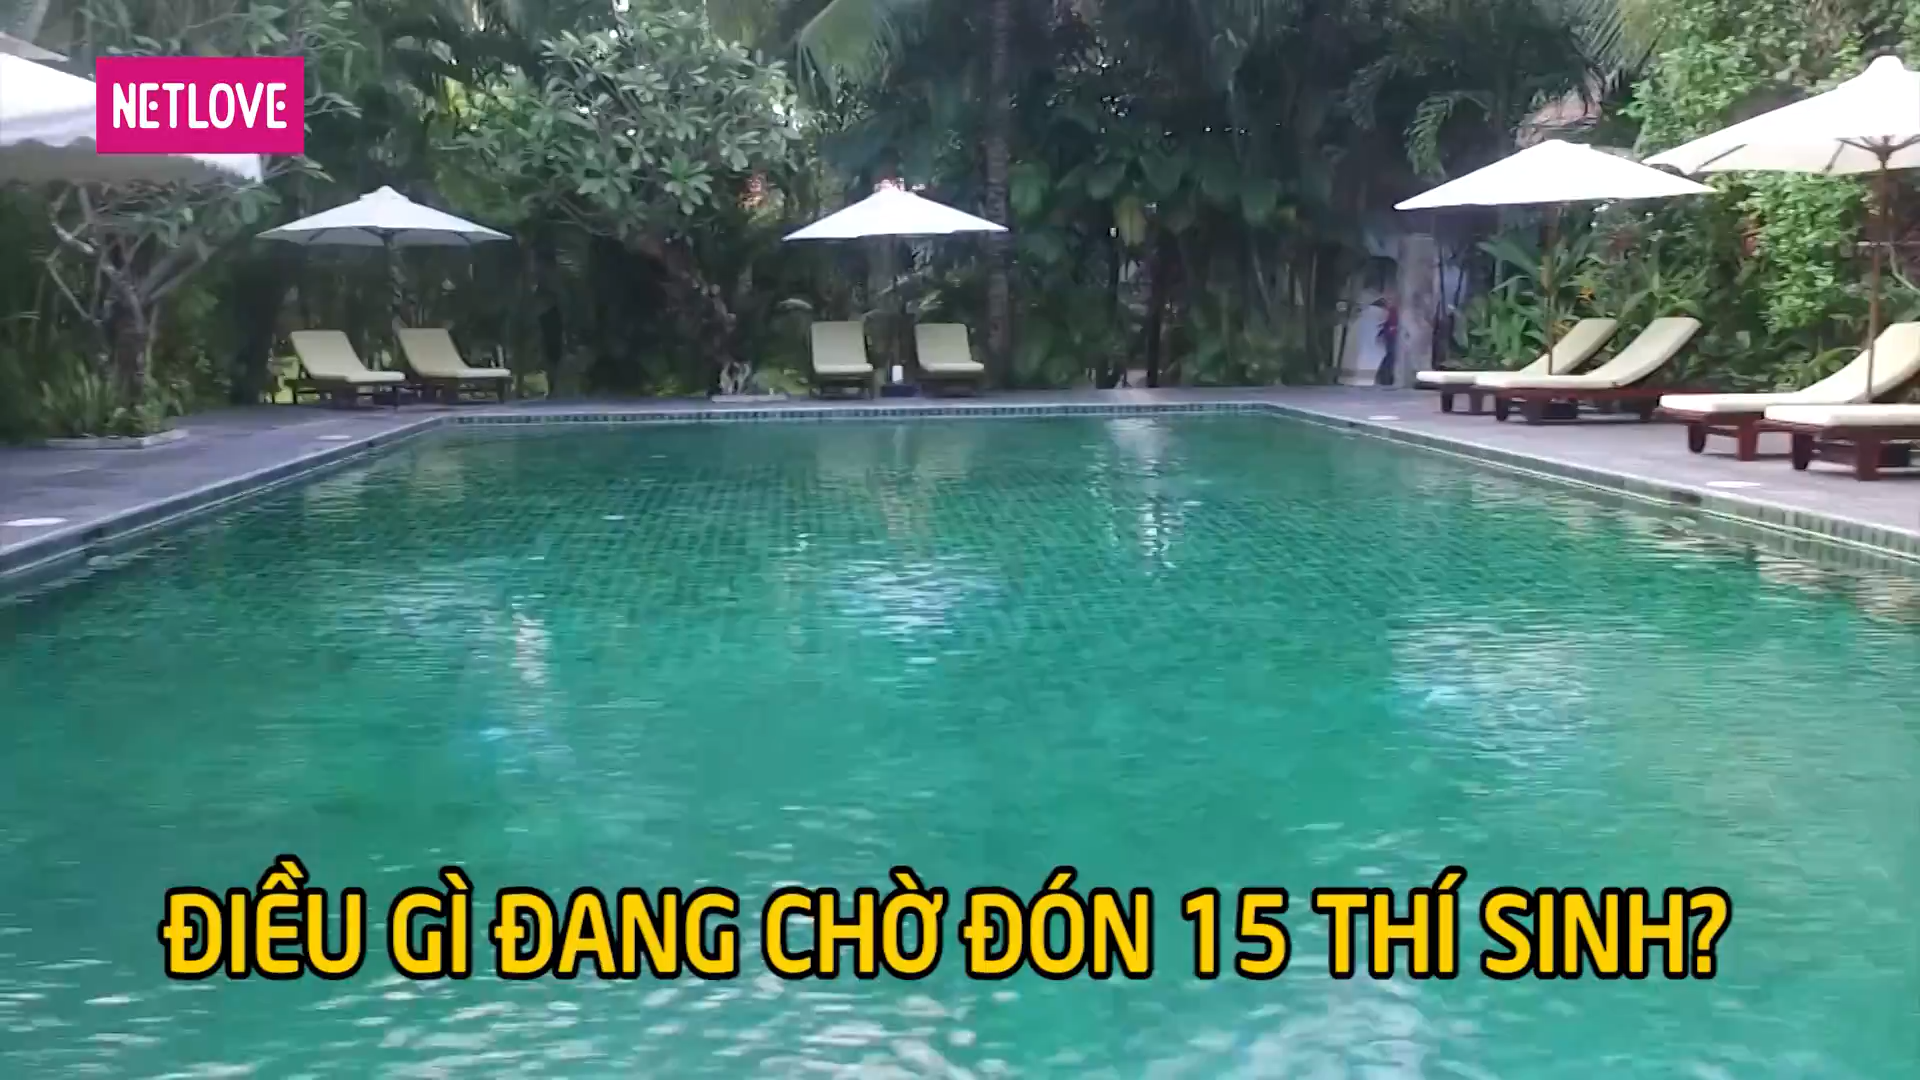 NETLOVE
ĐIỀU GÌ ĐANG CHỜ ĐÓN 15 THÍ SINH?